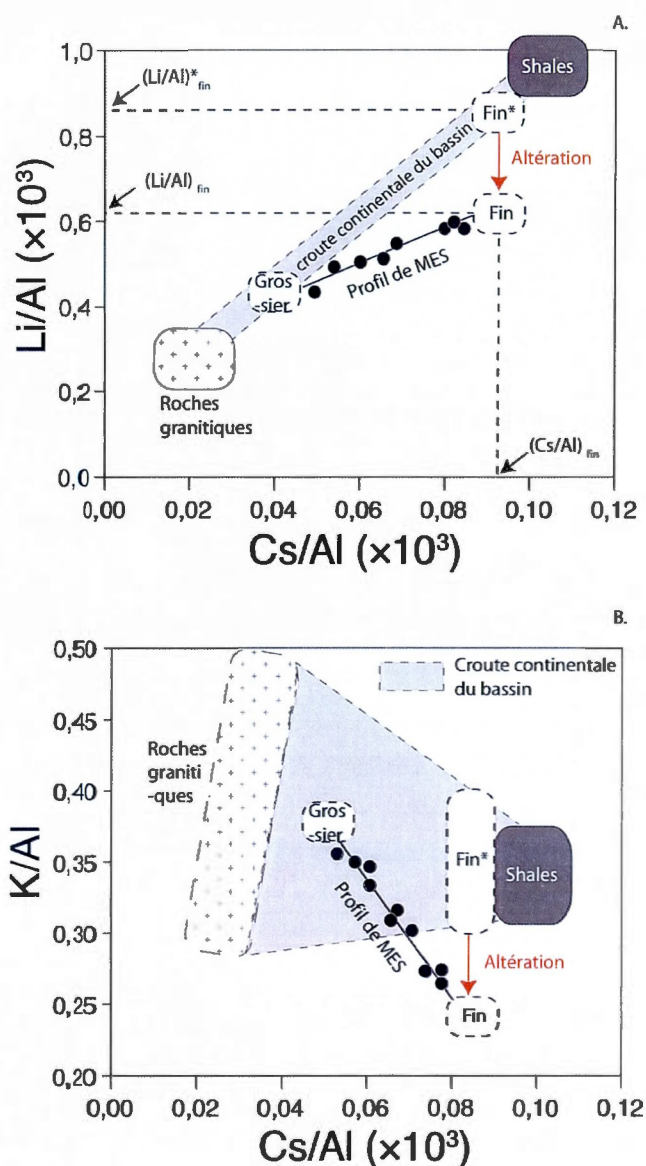 A.
1,0
0,8
0,6
0,4
0,2
0,0
Li/Al (×10³)
(Li/Al)*fin
(Li/Al) fin
Shales
Fin*
Altération
Fin
croute continentale du bassin
Profil de MES
Gros
-sier
Roches
granitiques
(Cs/Al) fin
0,00 0,02 0,04 0,06 0,08 0,10 0,12
Cs/Al (×10³)
B.
0,50
0,45
0,40
0,35
0,30
0,25
0,20
K/Al
Croute continentale
du bassin
Roches
graniti
-ques
Gros
-sier
Fin*
Shales
Profil de MES
Altération
Fin
0,00 0,02 0,04 0,06 0,08 0,10 0,12
Cs/Al (×10³)